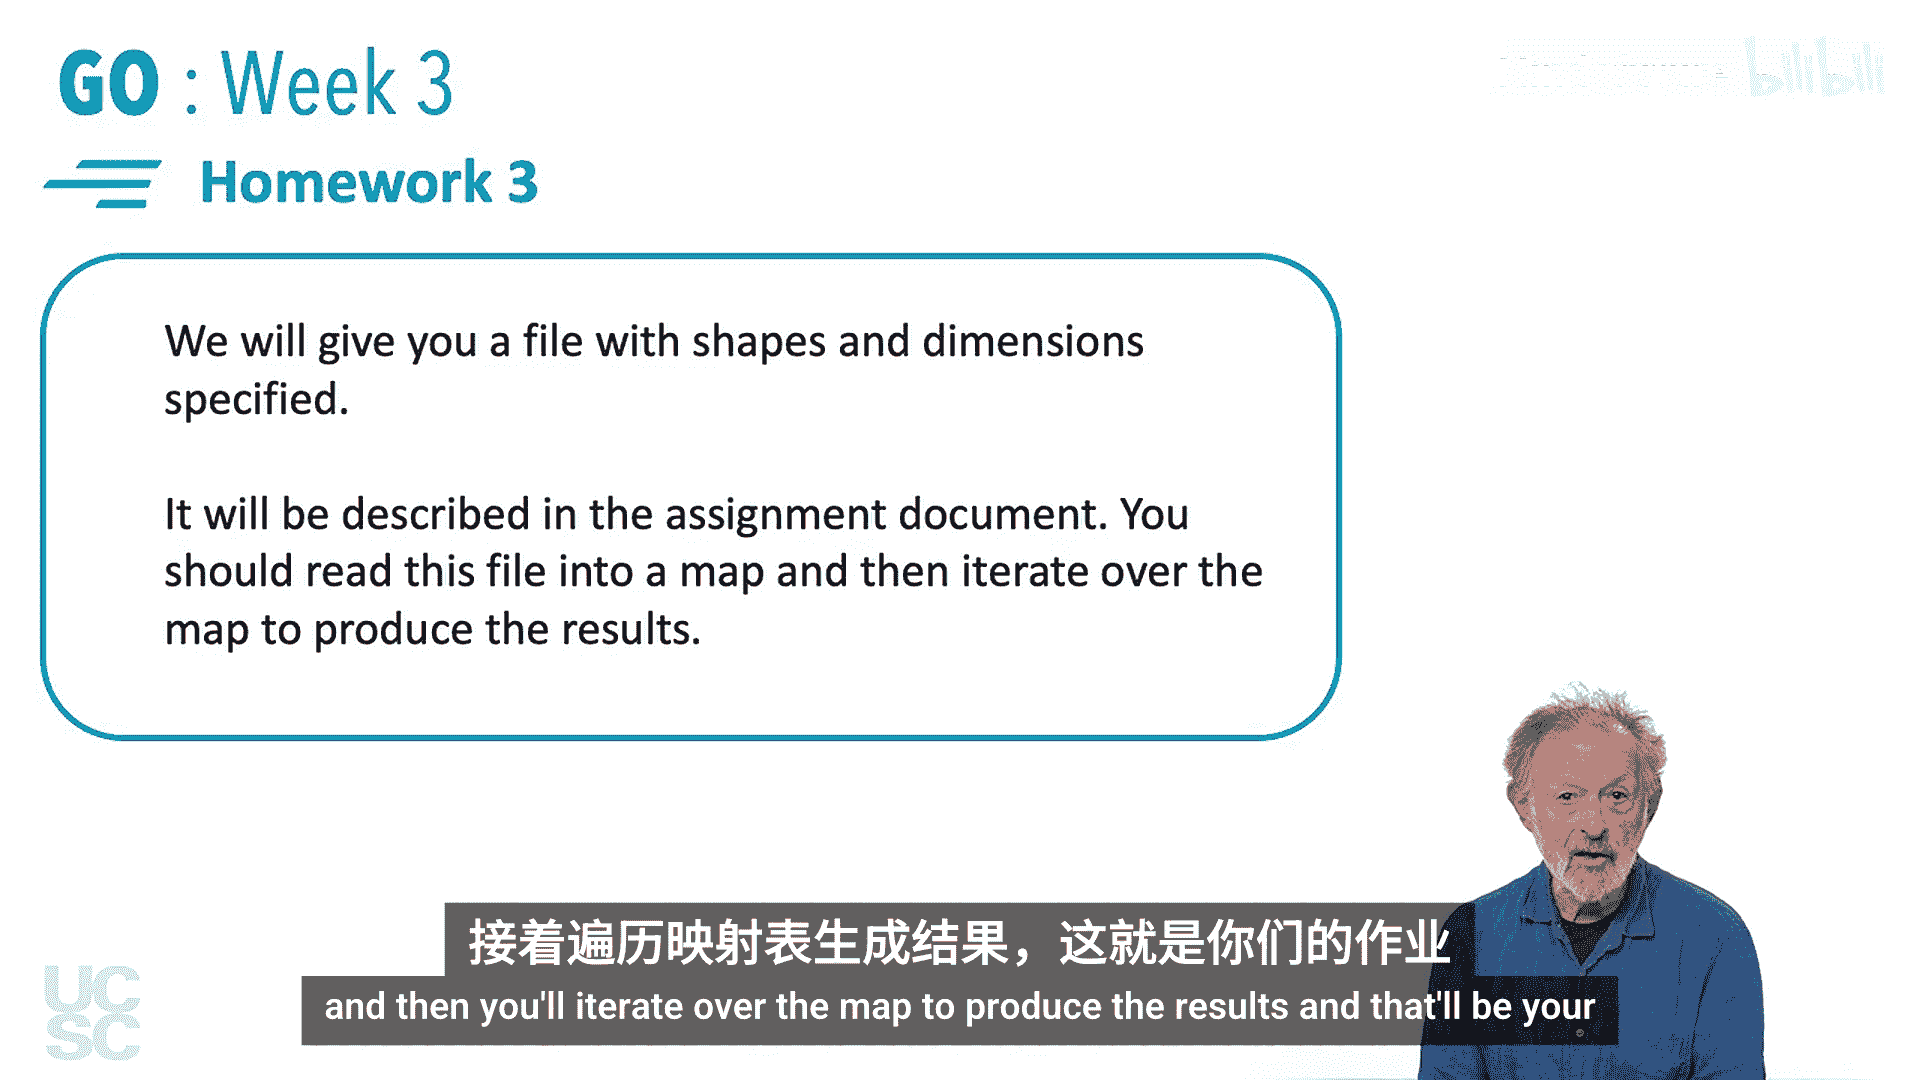 GO : Week 3
bilibili
Homework 3
We will give you a file with shapes and dimensions
specified.
It will be described in the assignment document. You
should read this file into a map and then iterate over the
map to produce the results.
接着遍历映射表生成结果，这就是你们的作业
and then you'll iterate over the map to produce the results and that'll be your
UC
SC